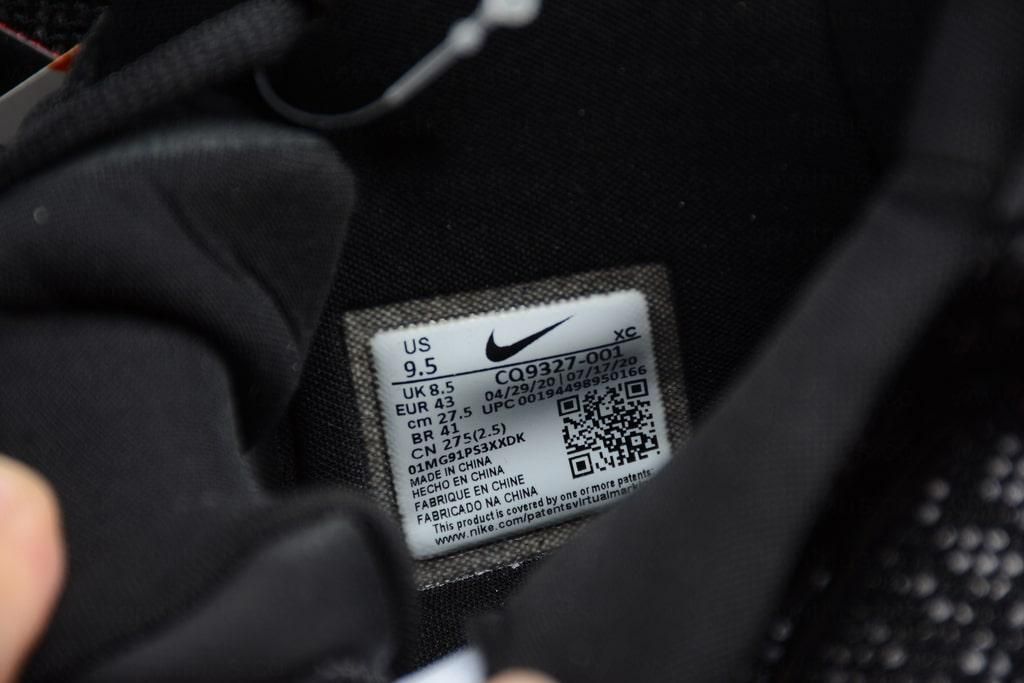 US
9.5
XC
UK 8.5
CQ9327-001
EUR 43
04/29/20 | 07/17/20
cm 27.5
UPC 00194498950166
BR 41
CN 275(2.5)
01MG91PS3XXDK
MADE IN CHINA
HECHO EN CHINA
FABRIQUE EN CHINE
FABRICADO NA CHINA
This product is covered by one or more patents:
www.nike.com/patentsvirtualmarki